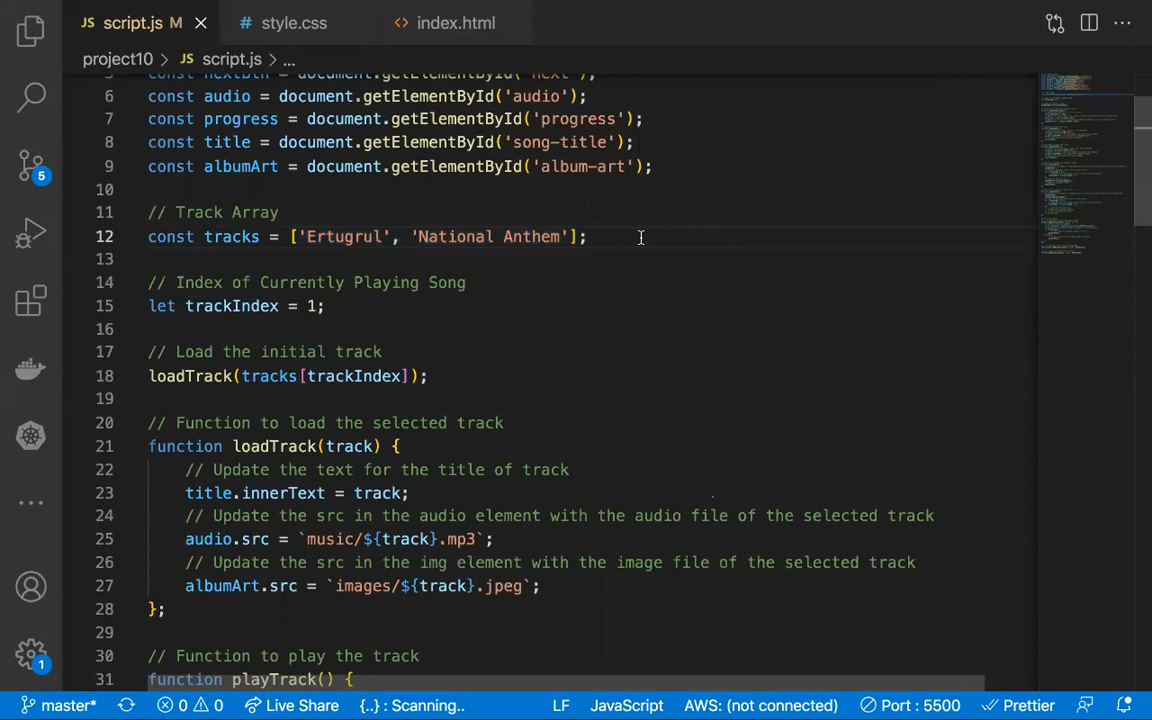 JS script.js M × # style.css <> index.html ...
project10 > JS script.js > ...
5 const nextBtn = document.getElementById('next');
6 const audio = document.getElementById('audio');
7 const progress = document.getElementById('progress');
8 const title = document.getElementById('song-title');
9 const albumArt = document.getElementById('album-art');
10
11 // Track Array
12 const tracks = ['Ertugrul', 'National Anthem'];
13
14 // Index of Currently Playing Song
15 let trackIndex = 1;
16
17 // Load the initial track
18 loadTrack(tracks[trackIndex]);
19
20 // Function to load the selected track
21 function loadTrack(track) {
22 // Update the text for the title of track
23 title.innerText = track;
24 // Update the src in the audio element with the audio file of the selected track
25 audio.src = `music/${track}.mp3`;
26 // Update the src in the img element with the image file of the selected track
27 albumArt.src = `images/${track}.jpeg`;
28 };
29
30 // Function to play the track
31 function playTrack() {
5
1
master* 0 0 Live Share {..} : Scanning.. LF JavaScript AWS: (not connected) Port : 5500 Prettier